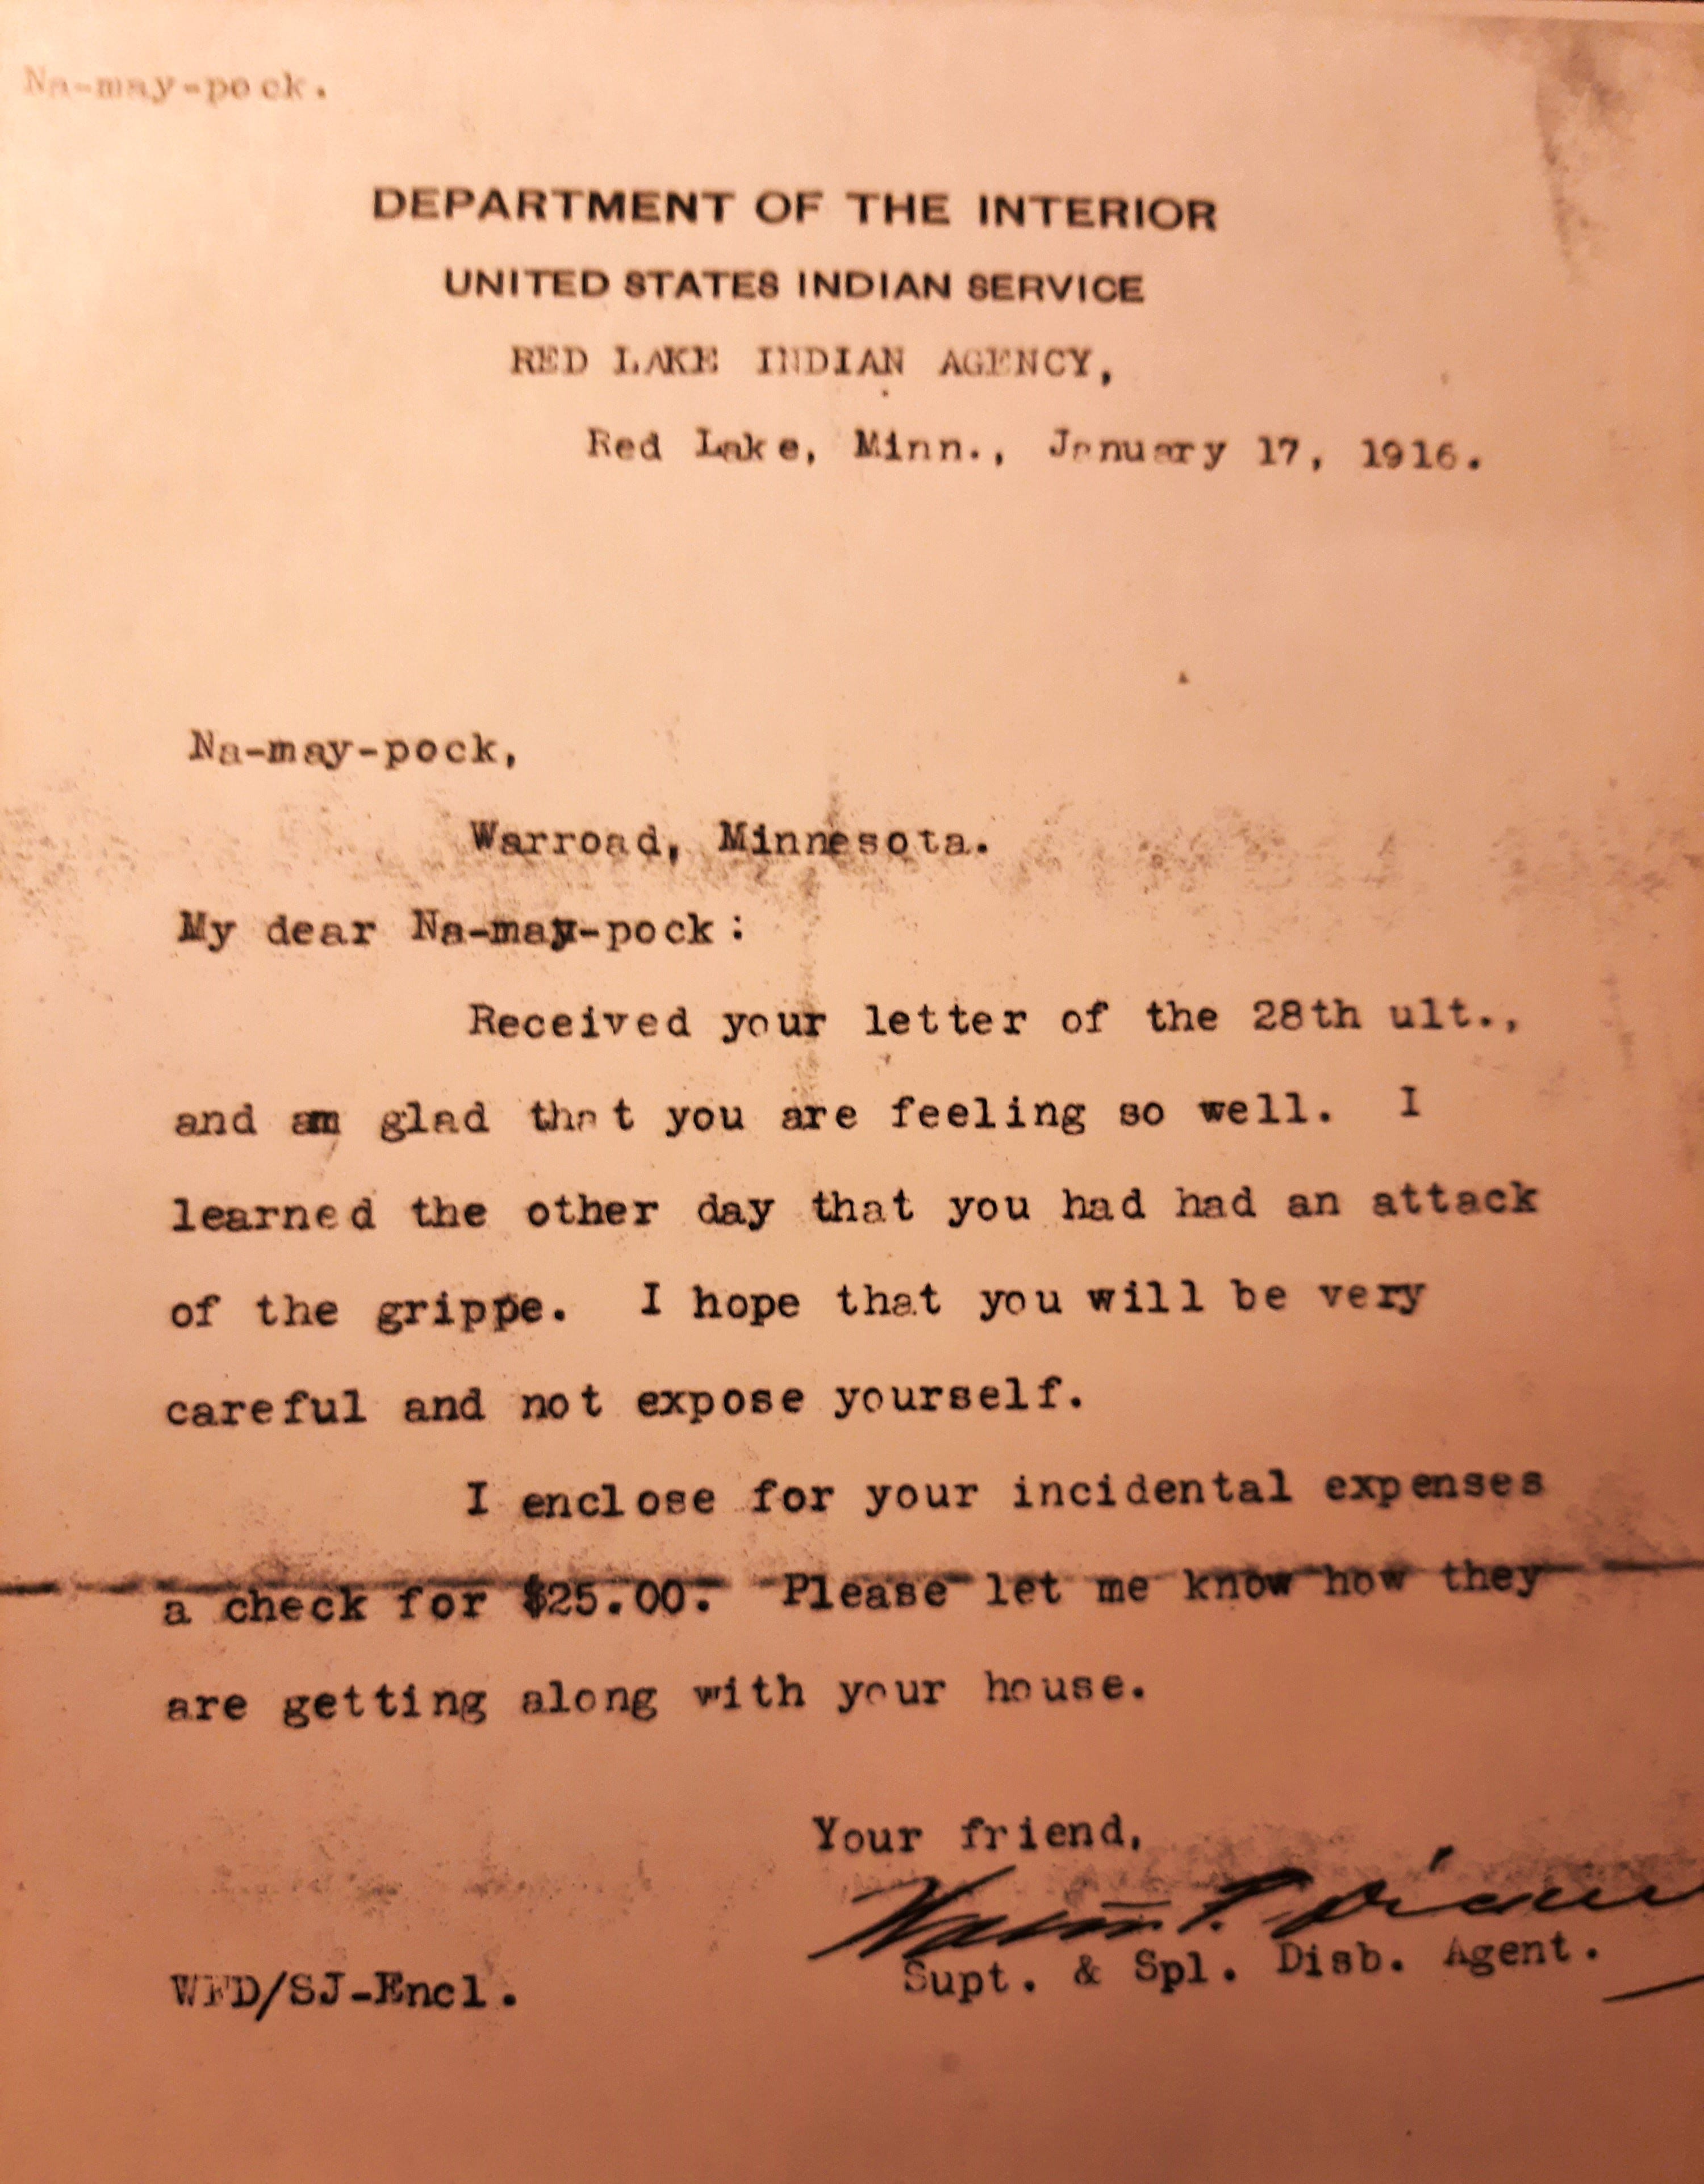 Na-may-pock.
DEPARTMENT OF THE INTERIOR
UNITED STATES INDIAN SERVICE
RED LAKE INDIAN AGENCY,
Red Lake, Minn., January 17, 1916.
Na-may-pock,
Warroad, Minnesota.
My dear Na-may-pock:
Received your letter of the 28th ult.,
and am glad that you are feeling so well. I
learned the other day that you had had an attack
of the grippe. I hope that you will be very
careful and not expose yourself.
I enclose for your incidental expenses
a check for $25.00. Please let me know how they
are getting along with your house.
Your friend,
Supt. & Spl. Disb. Agent.
WFD/SJ-Encl.